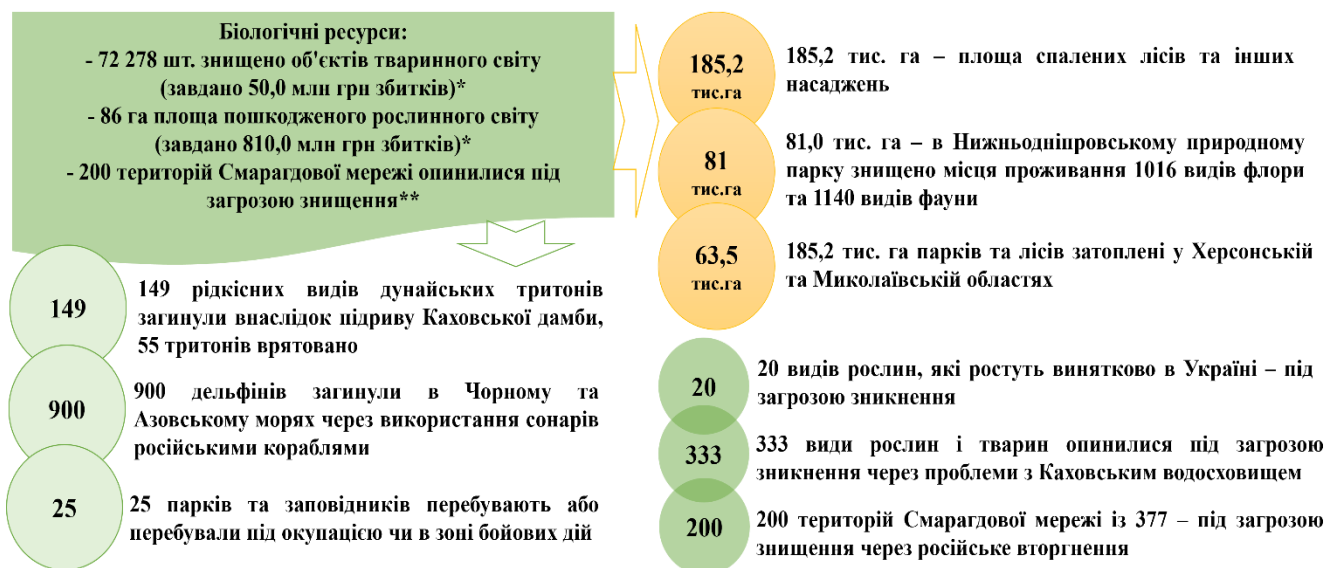 Біологічні ресурси:
- 72 278 шт. знищено об'єктів тваринного світу
(завдано 50,0 млн грн збитків)*
- 86 га площа пошкодженого рослинного світу
(завдано 810,0 млн грн збитків)*
- 200 територій Смарагдової мережі опинилися під
загрозою знищення**
149
149 рідкісних видів дунайських тритонів
загинули внаслідок підриву Каховської дамби,
55 тритонів врятовано
900
900 дельфінів загинули в Чорному та
Азовському морях через використання сонарів
російськими кораблями
25
25 парків та заповідників перебувають або
перебували під окупацією чи в зоні бойових дій
185,2
тис.га
185,2 тис. га – площа спалених лісів та інших
насаджень
81
тис.га
81,0 тис. га – в Нижньодніпровському природному
парку знищено місця проживання 1016 видів флори
та 1140 видів фауни
63,5
тис.га
185,2 тис. га парків та лісів затоплені у Херсонській
та Миколаївській областях
20
20 видів рослин, які ростуть винятково в Україні – під
загрозою зникнення
333
333 види рослин і тварин опинилися під загрозою
зникнення через проблеми з Каховським водосховищем
200
200 територій Смарагдової мережі із 377 – під загрозою
знищення через російське вторгнення